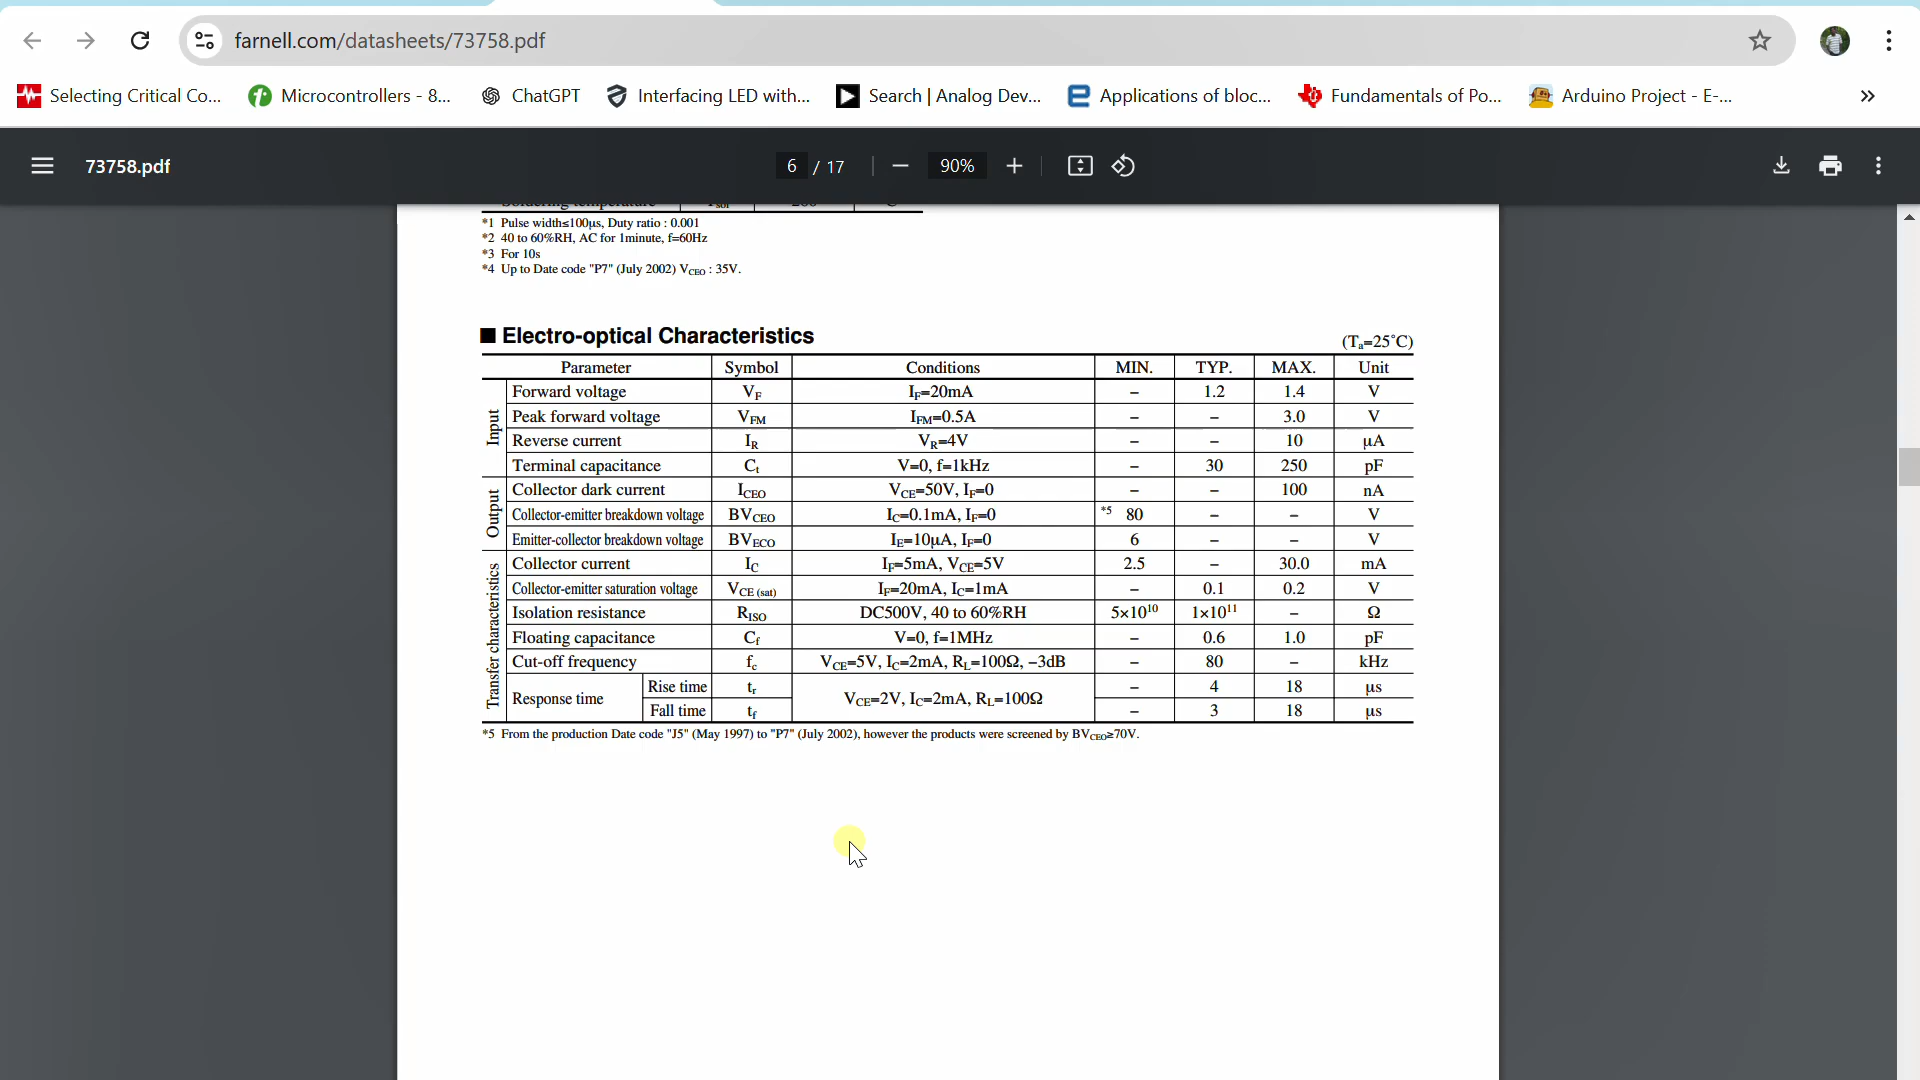 farnell.com/datasheets/73758.pdf
Selecting Critical Co... Microcontrollers - 8... ChatGPT Interfacing LED with... Search | Analog Dev... Applications of bloc... Fundamentals of Po... Arduino Project - E-...
73758.pdf 6 / 17 90%
*1 Pulse width≤100μs, Duty ratio : 0.001
*2 40 to 60%RH, AC for 1minute, f=60Hz
*3 For 10s
*4 Up to Date code "P7" (July 2002) VCEO : 35V.
■ Electro-optical Characteristics
(Ta=25˚C)
Parameter Symbol Conditions MIN. TYP. MAX. Unit
Input
Forward voltage VF IF=20mA – 1.2 1.4 V
Peak forward voltage VFM IFM=0.5A – – 3.0 V
Reverse current IR VR=4V – – 10 μA
Terminal capacitance Ct V=0, f=1kHz – 30 250 pF
Output
Collector dark current ICEO VCE=50V, IF=0 – – 100 nA
Collector-emitter breakdown voltage BVCEO IC=0.1mA, IF=0 *5 80 – – V
Emitter-collector breakdown voltage BVECO IE=10μA, IF=0 6 – – V
Transfer characteristics
Collector current IC IF=5mA, VCE=5V 2.5 – 30.0 mA
Collector-emitter saturation voltage VCE (sat) IF=20mA, IC=1mA – 0.1 0.2 V
Isolation resistance RISO DC500V, 40 to 60%RH 5×10¹⁰ 1×10¹¹ – Ω
Floating capacitance Cf V=0, f=1MHz – 0.6 1.0 pF
Cut-off frequency fc VCE=5V, IC=2mA, RL=100Ω, −3dB – 80 – kHz
Response time VCE=2V, IC=2mA, RL=100Ω
Rise time tr – 4 18 μs
Fall time tf – 3 18 μs
*5 From the production Date code "J5" (May 1997) to "P7" (July 2002), however the products were screened by BVCEO≥70V.